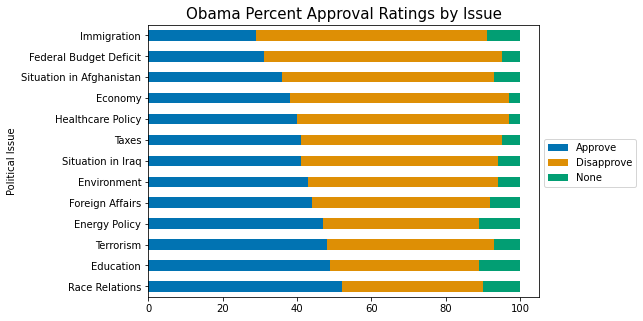 Obama Percent Approval Ratings by Issue
Political Issue
Immigration
Federal Budget Deficit
Situation in Afghanistan
Economy
Healthcare Policy
Taxes
Situation in Iraq
Environment
Foreign Affairs
Energy Policy
Terrorism
Education
Race Relations
0 20 40 60 80 100
Approve
Disapprove
None